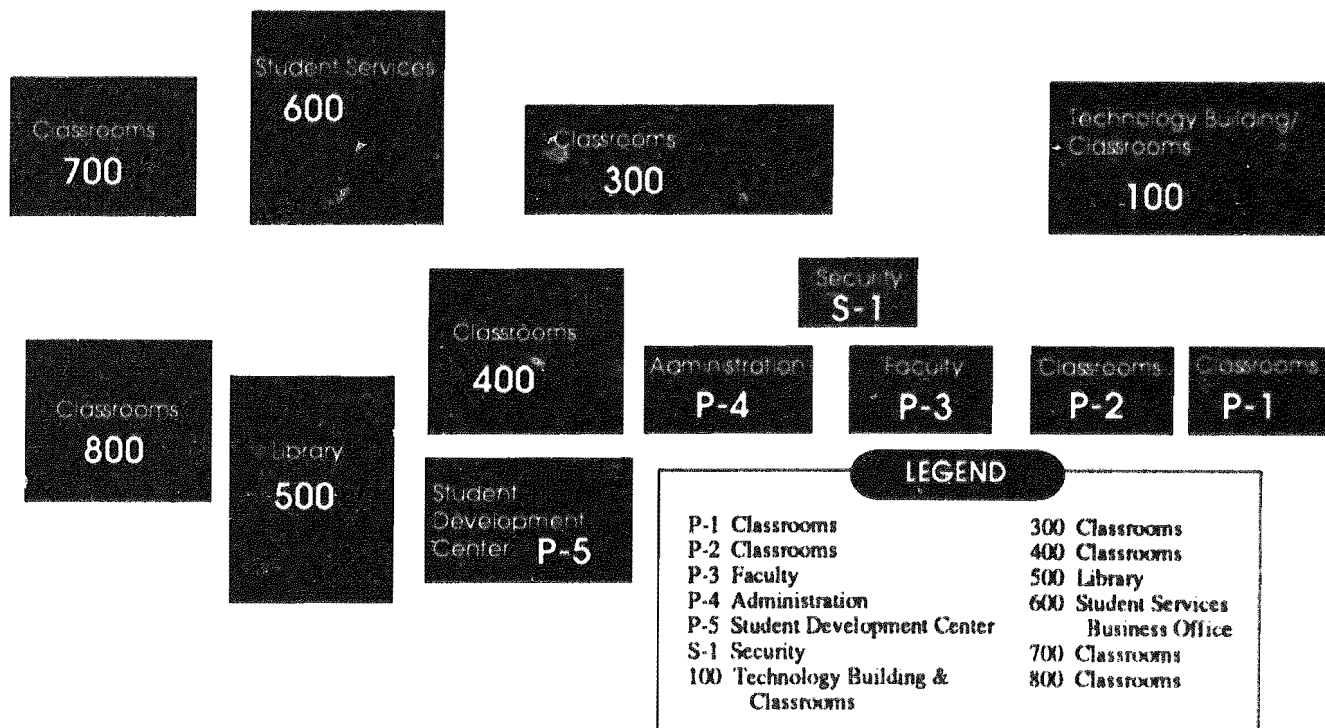 Student Services
600
Classrooms
700
Classrooms
300
Technology Building/
Classrooms
100
Security
S-1
Classrooms
400
Administration
P-4
Faculty
P-3
Classrooms
P-2
Classrooms
P-1
Classrooms
800
Library
500
Student
Development
Center P-5
LEGEND
P-1 Classrooms
P-2 Classrooms
P-3 Faculty
P-4 Administration
P-5 Student Development Center
S-1 Security
100 Technology Building &
Classrooms
300 Classrooms
400 Classrooms
500 Library
600 Student Services
Business Office
700 Classrooms
800 Classrooms